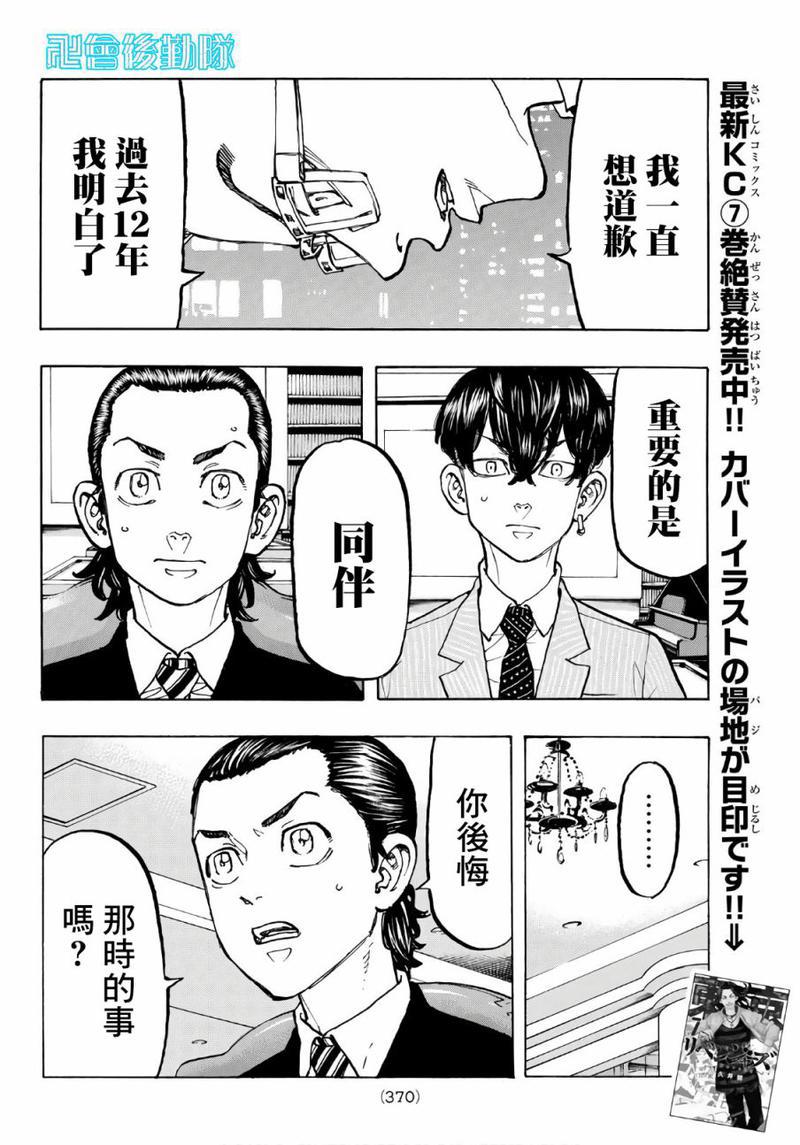 卍會後勤隊
最新KC⑦巻絶賛発売中!! カバーイラストの場地が目印です!!⇓
さいしんコミックス
かんぜっさんはつばいちゅう
バジ
めじるし
我一直
想道歉
過去12年
我明白了
重要的是
同伴
⋯⋯⋯
你後悔
那時的事
嗎?
(370)